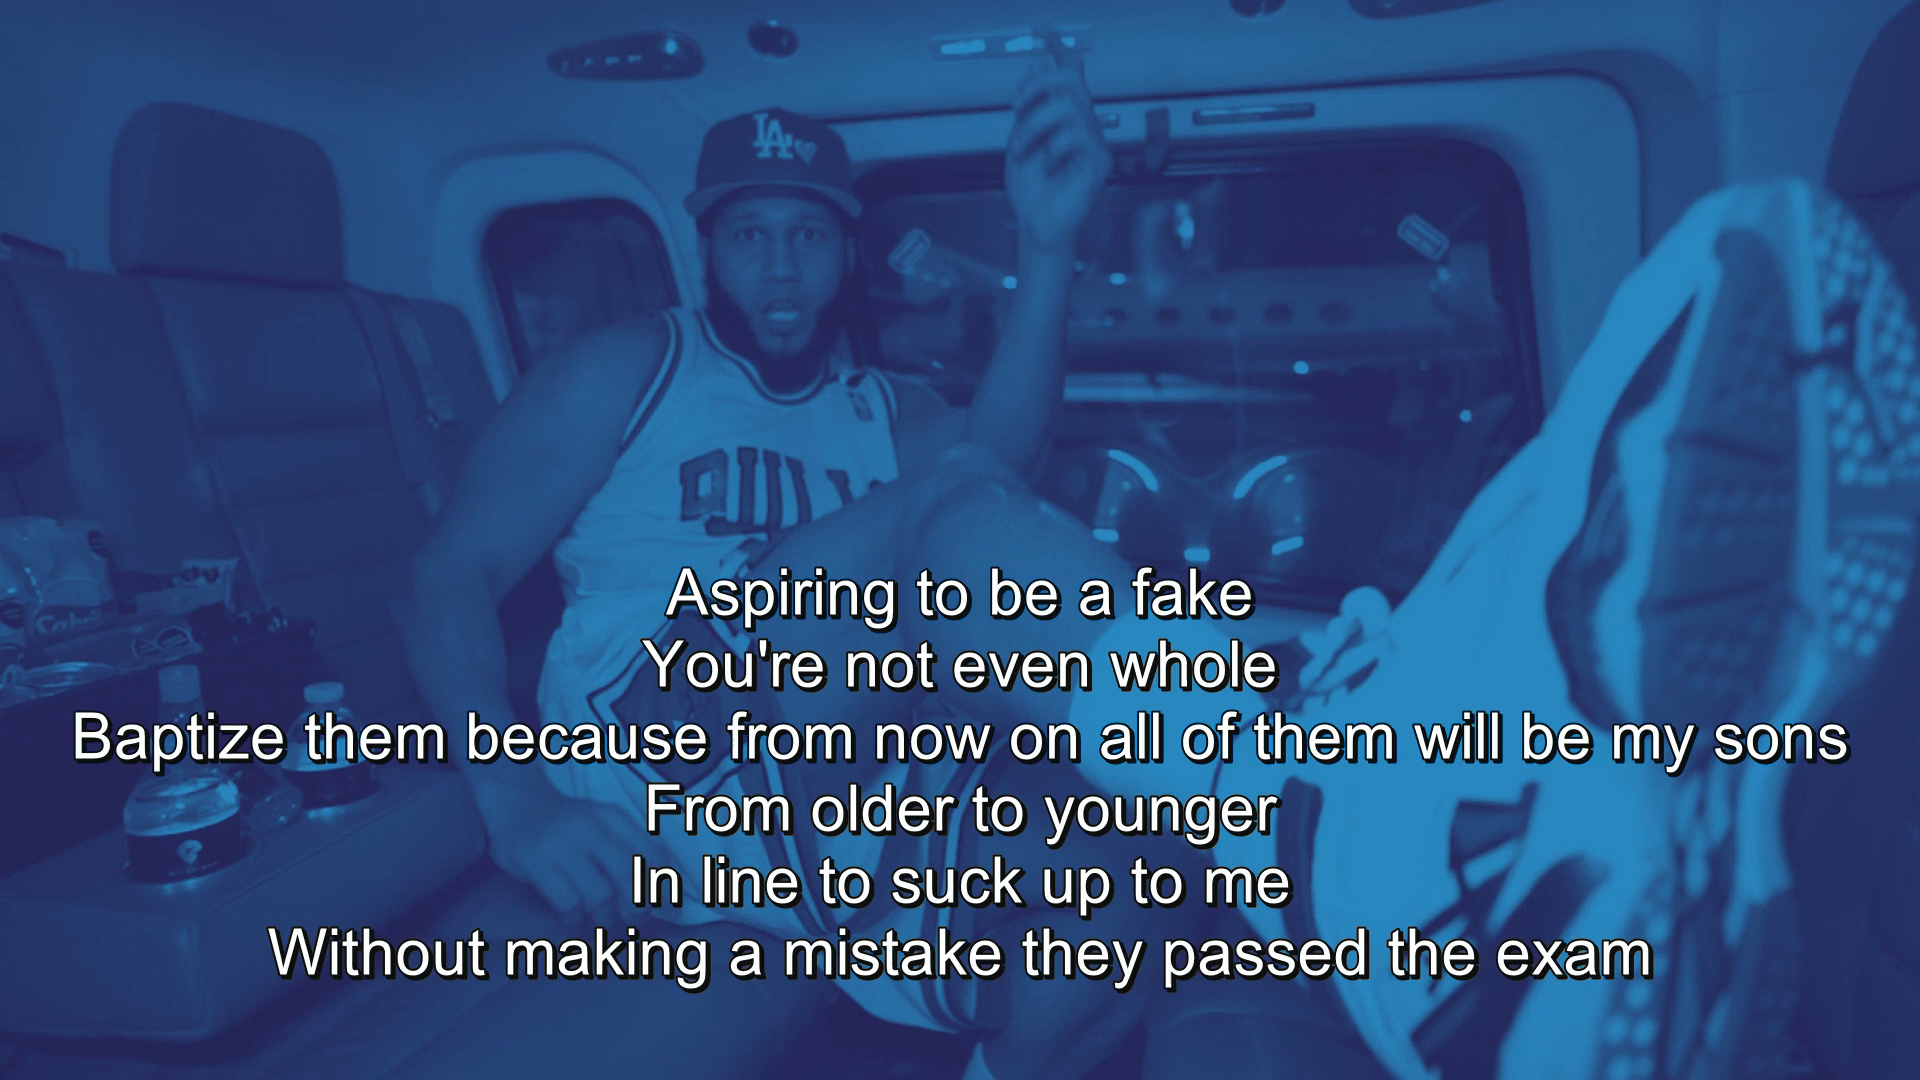 LA
BULL
Aspiring to be a fake
You're not even whole
Baptize them because from now on all of them will be my sons
From older to younger
In line to suck up to me
Without making a mistake they passed the exam